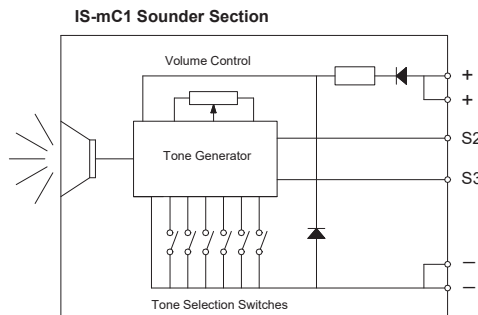 IS-mC1 Sounder Section
Volume Control
+
+
Tone Generator
S2
S3
–
–
Tone Selection Switches